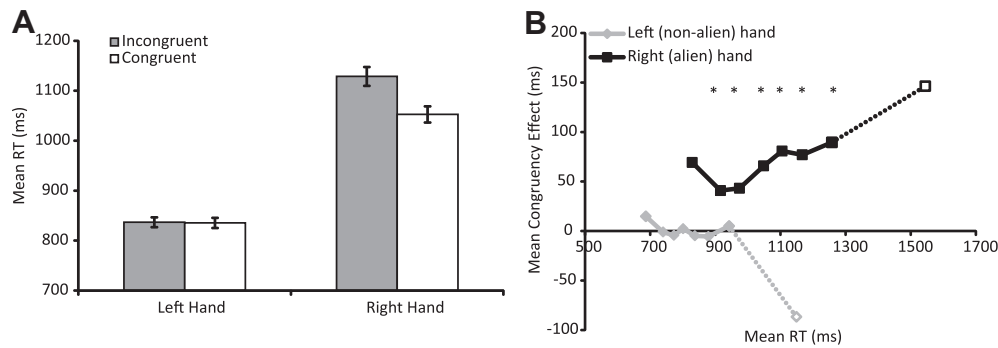 A
1200
1100
1000
900
800
700
Mean RT (ms)
Incongruent
Congruent
Left Hand
Right Hand
B
200
150
100
50
0
-50
-100
Mean Congruency Effect (ms)
Left (non-alien) hand
Right (alien) hand
* * * * * *
500 700 900 1100 1300 1500 1700
Mean RT (ms)